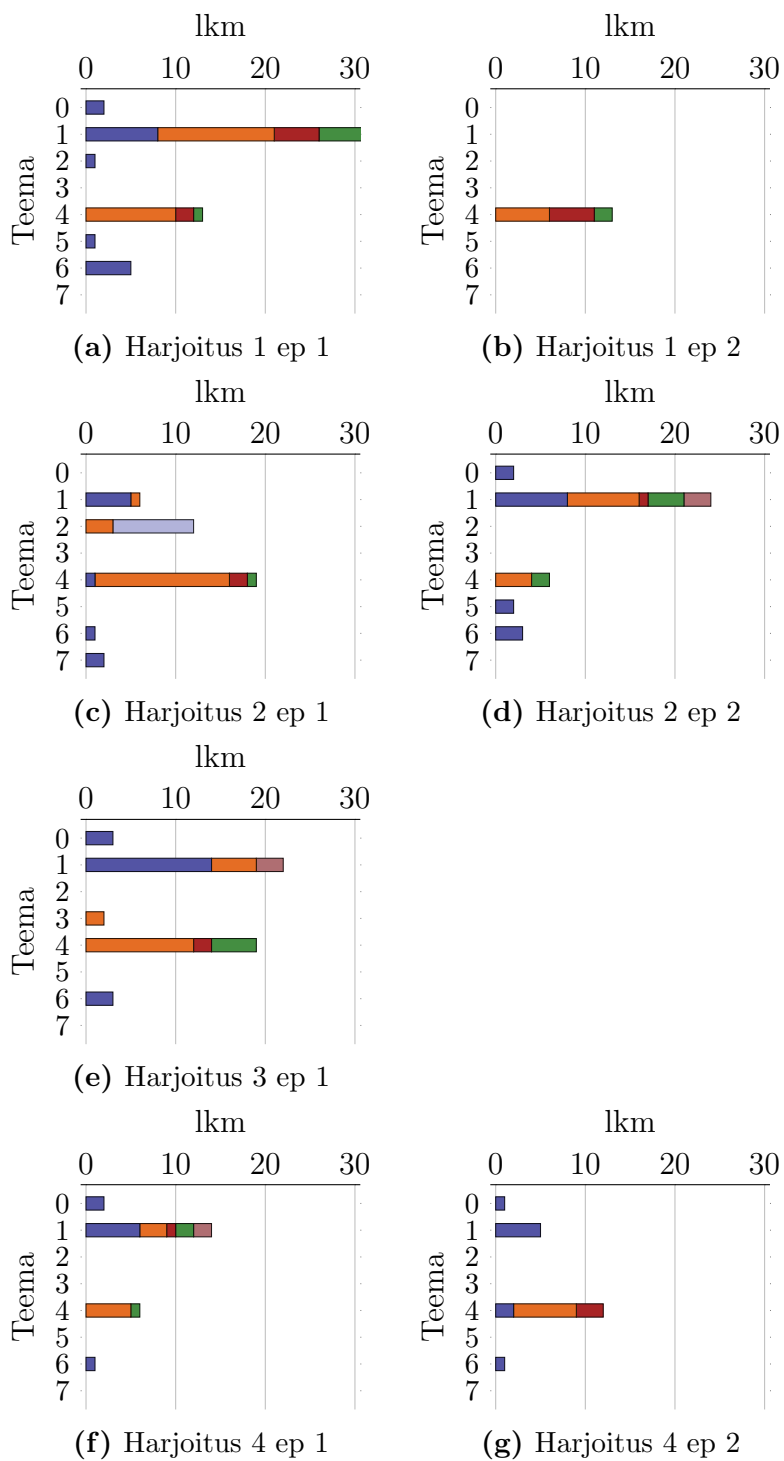 lkm
0 10 20 30
Teema
0
1
2
3
4
5
6
7
(a) Harjoitus 1 ep 1
lkm
0 10 20 30
Teema
0
1
2
3
4
5
6
7
(b) Harjoitus 1 ep 2
lkm
0 10 20 30
Teema
0
1
2
3
4
5
6
7
(c) Harjoitus 2 ep 1
lkm
0 10 20 30
Teema
0
1
2
3
4
5
6
7
(d) Harjoitus 2 ep 2
lkm
0 10 20 30
Teema
0
1
2
3
4
5
6
7
(e) Harjoitus 3 ep 1
lkm
0 10 20 30
Teema
0
1
2
3
4
5
6
7
(f) Harjoitus 4 ep 1
lkm
0 10 20 30
Teema
0
1
2
3
4
5
6
7
(g) Harjoitus 4 ep 2